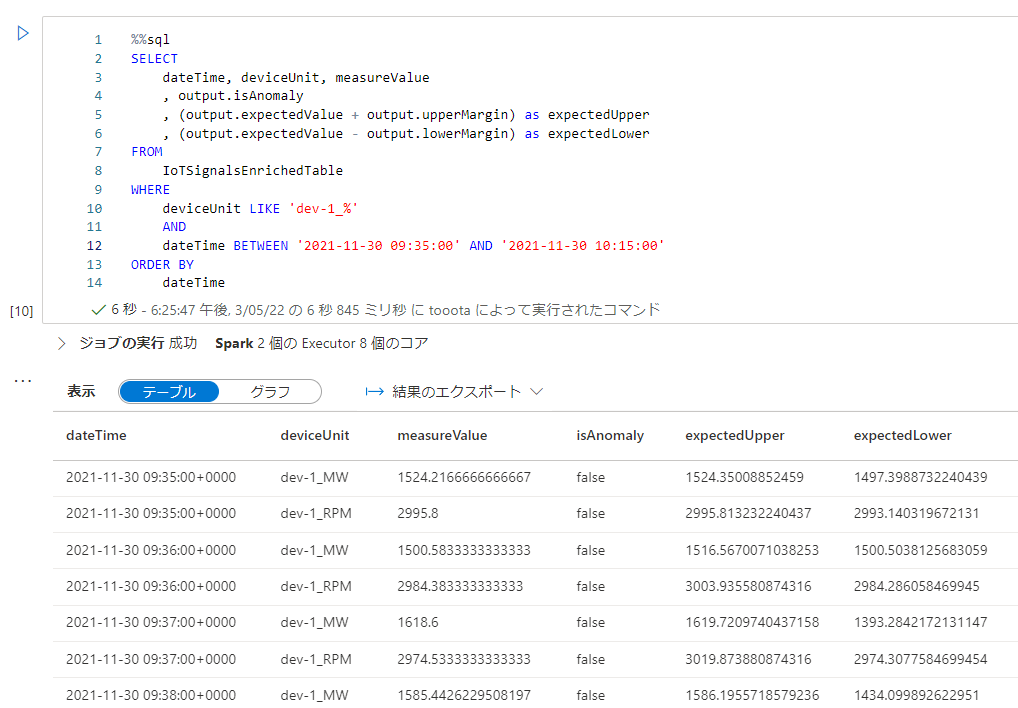 1 %%sql
2 SELECT
3 dateTime, deviceUnit, measureValue
4 , output.isAnomaly
5 , (output.expectedValue + output.upperMargin) as expectedUpper
6 , (output.expectedValue - output.lowerMargin) as expectedLower
7 FROM
8 IoTSignalsEnrichedTable
9 WHERE
10 deviceUnit LIKE 'dev-1_%'
11 AND
12 dateTime BETWEEN '2021-11-30 09:35:00' AND '2021-11-30 10:15:00'
13 ORDER BY
14 dateTime
[10] 6 秒 - 6:25:47 午後, 3/05/22 の 6 秒 845 ミリ秒 に tooota によって実行されたコマンド
ジョブの実行 成功 Spark 2 個の Executor 8 個のコア
...
表示 テーブル グラフ 結果のエクスポート
dateTime deviceUnit measureValue isAnomaly expectedUpper expectedLower
2021-11-30 09:35:00+0000 dev-1_MW 1524.2166666666667 false 1524.35008852459 1497.3988732240439
2021-11-30 09:35:00+0000 dev-1_RPM 2995.8 false 2995.813232240437 2993.140319672131
2021-11-30 09:36:00+0000 dev-1_MW 1500.5833333333333 false 1516.5670071038253 1500.5038125683059
2021-11-30 09:36:00+0000 dev-1_RPM 2984.383333333333 false 3003.935580874316 2984.286058469945
2021-11-30 09:37:00+0000 dev-1_MW 1618.6 false 1619.7209740437158 1393.2842172131147
2021-11-30 09:37:00+0000 dev-1_RPM 2974.5333333333333 false 3019.873880874316 2974.3077584699454
2021-11-30 09:38:00+0000 dev-1_MW 1585.4426229508197 false 1586.1955718579236 1434.099892622951